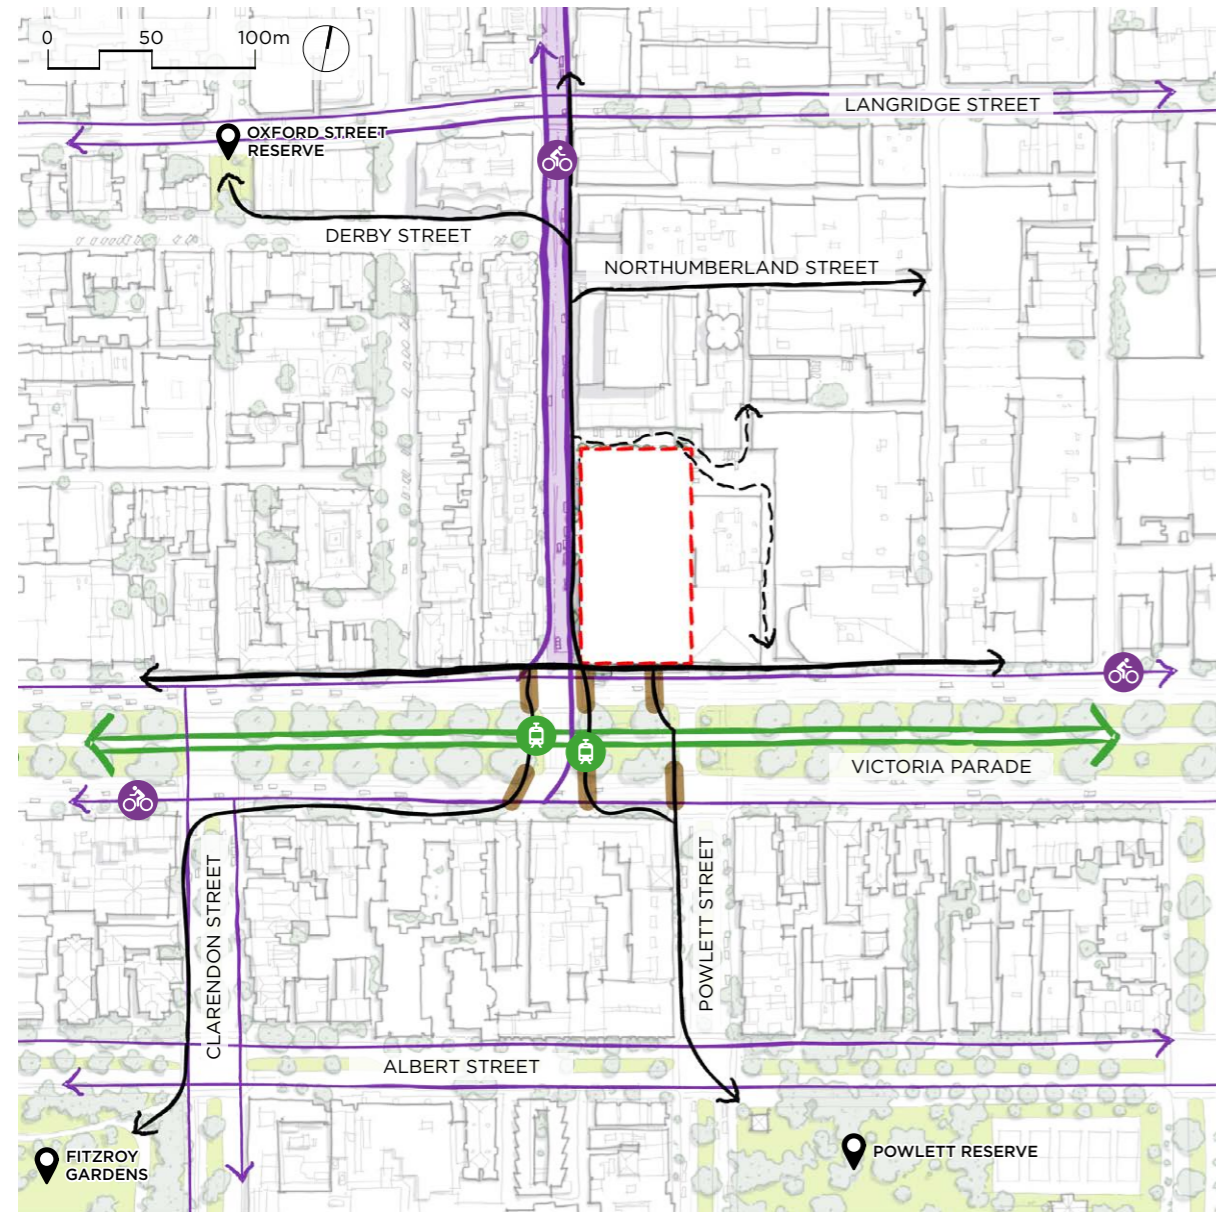 0 50 100m
LANGRIDGE STREET
OXFORD STREET
RESERVE
DERBY STREET
NORTHUMBERLAND STREET
VICTORIA PARADE
CLARENDON STREET
POWLETT STREET
ALBERT STREET
FITZROY
GARDENS
POWLETT RESERVE